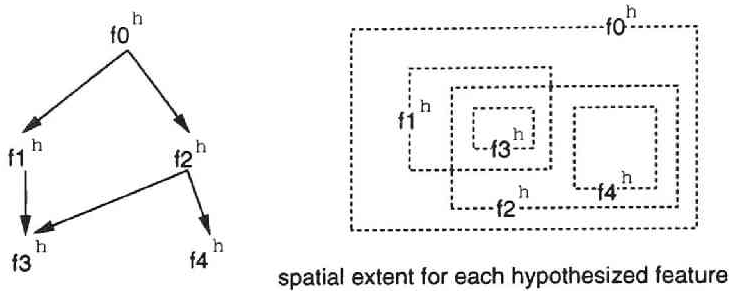 f0^h
f1^h f2^h
f3^h f4^h
f0^h
f1^h
f3^h
f4^h
f2^h
spatial extent for each hypothesized feature